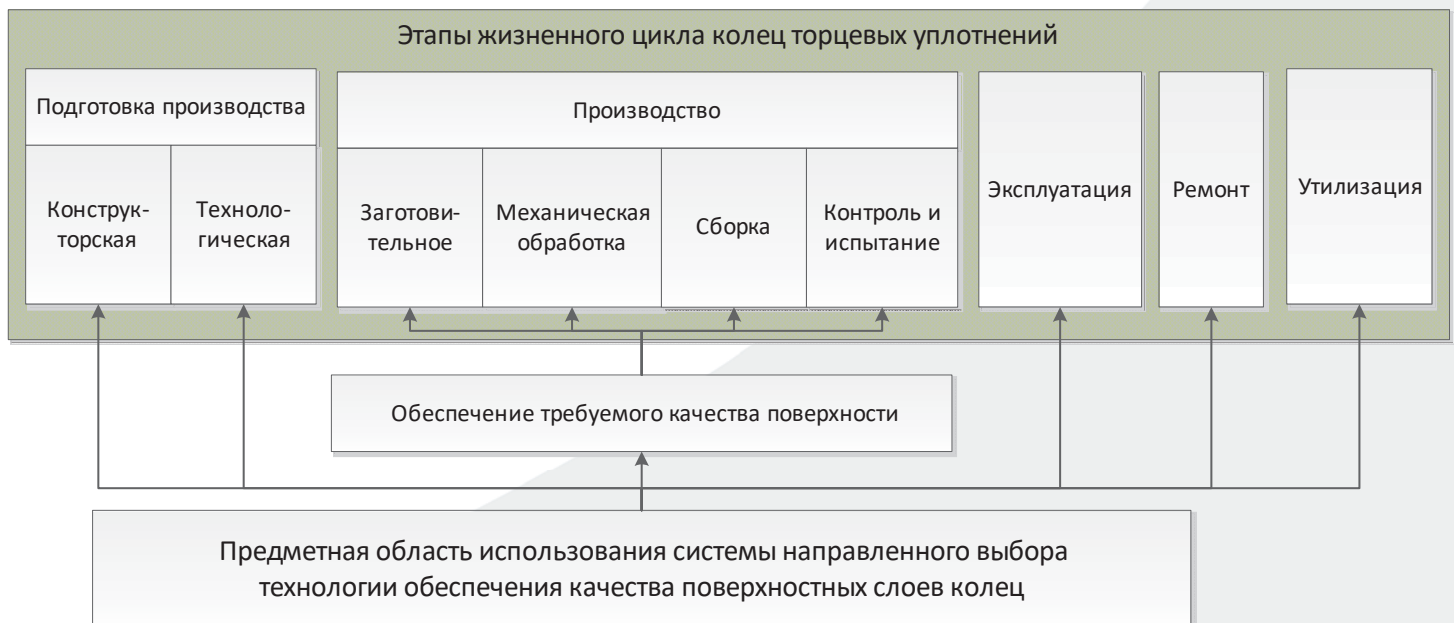 Этапы жизненного цикла колец торцевых уплотнений
Подготовка производства
Производство
Конструк-
торская
Техноло-
гическая
Заготови-
тельное
Механическая
обработка
Сборка
Контроль и
испытание
Эксплуатация
Ремонт
Утилизация
Обеспечение требуемого качества поверхности
Предметная область использования системы направленного выбора
технологии обеспечения качества поверхностных слоев колец